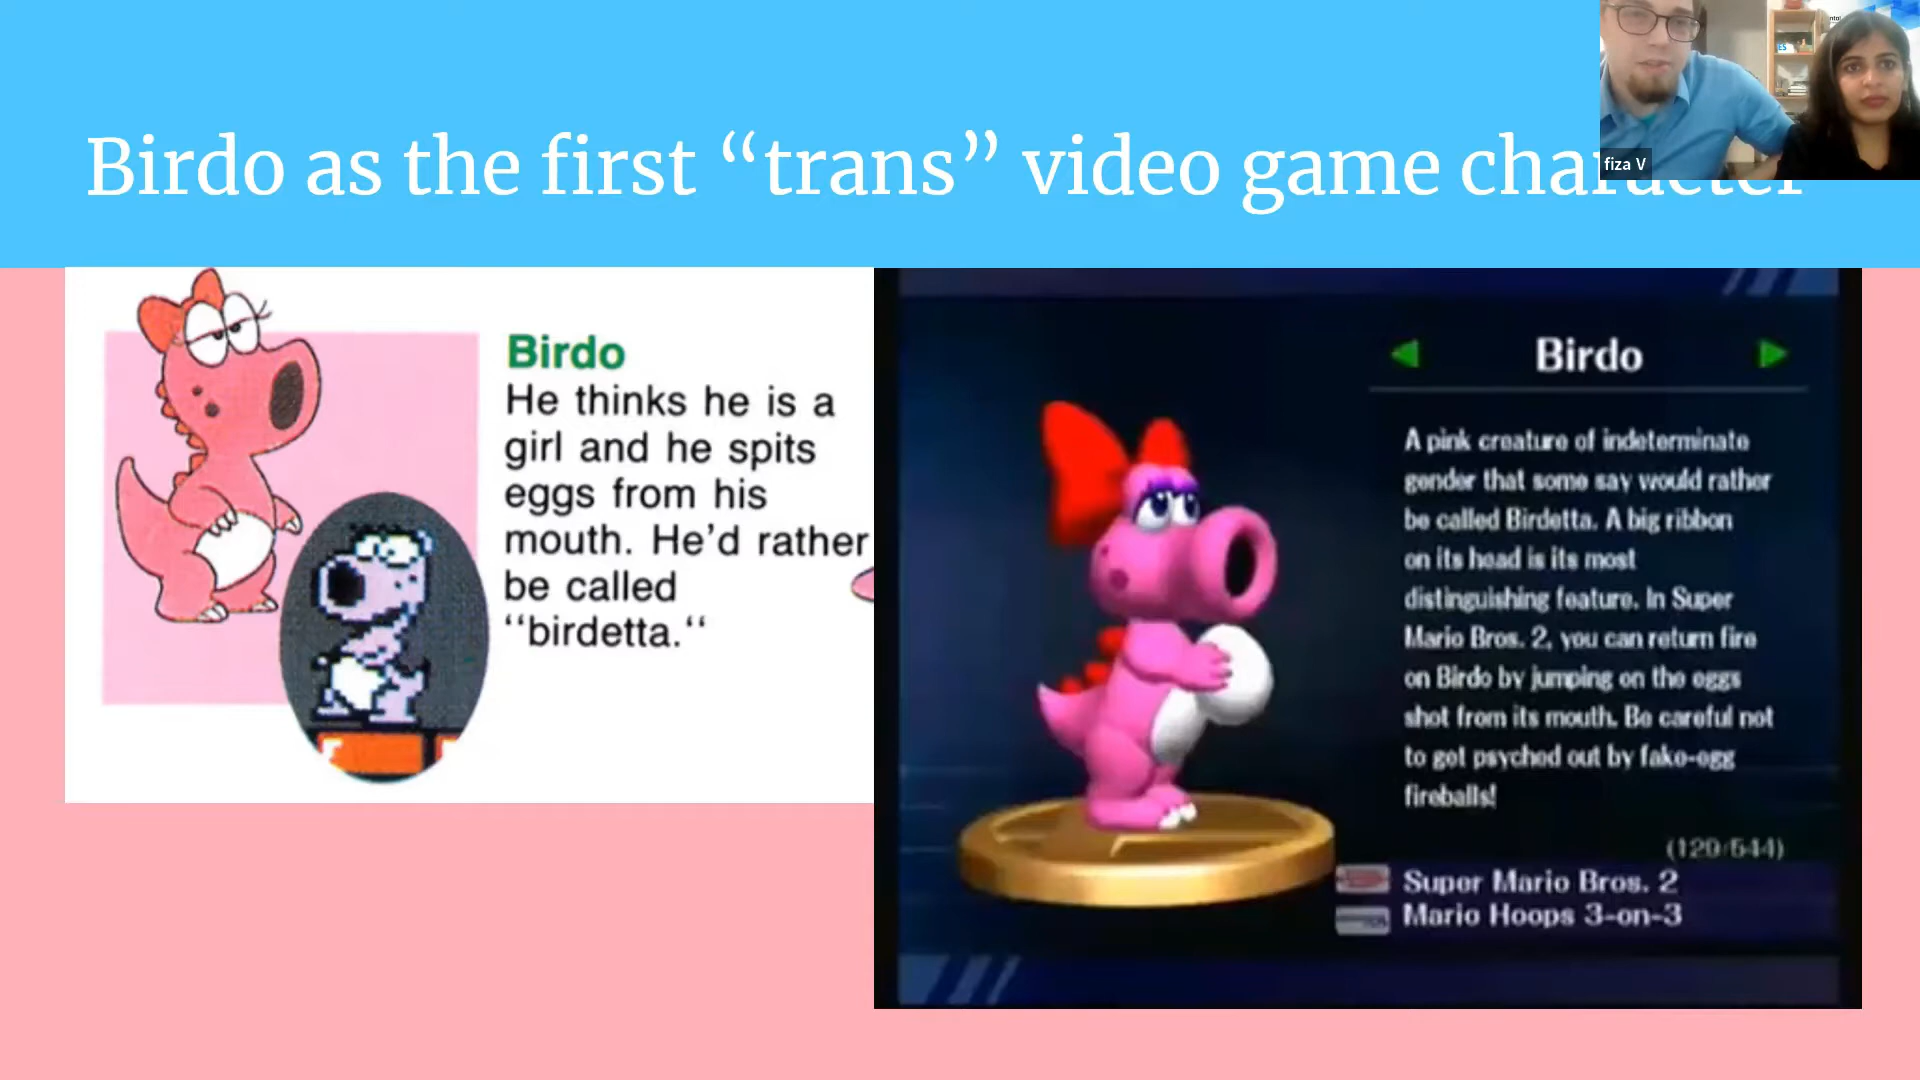 Birdo as the first “trans” video game character
fiza V
ES
Birdo
He thinks he is a
girl and he spits
eggs from his
mouth. He’d rather
be called
‘‘birdetta.‘‘
Birdo
A pink creature of indeterminate
gender that some say would rather
be called Birdetta. A big ribbon
on its head is its most
distinguishing feature. In Super
Mario Bros. 2, you can return fire
on Birdo by jumping on the eggs
shot from its mouth. Be careful not
to get psyched out by fake-egg
fireballs!
(129/544)
Super Mario Bros. 2
Mario Hoops 3-on-3